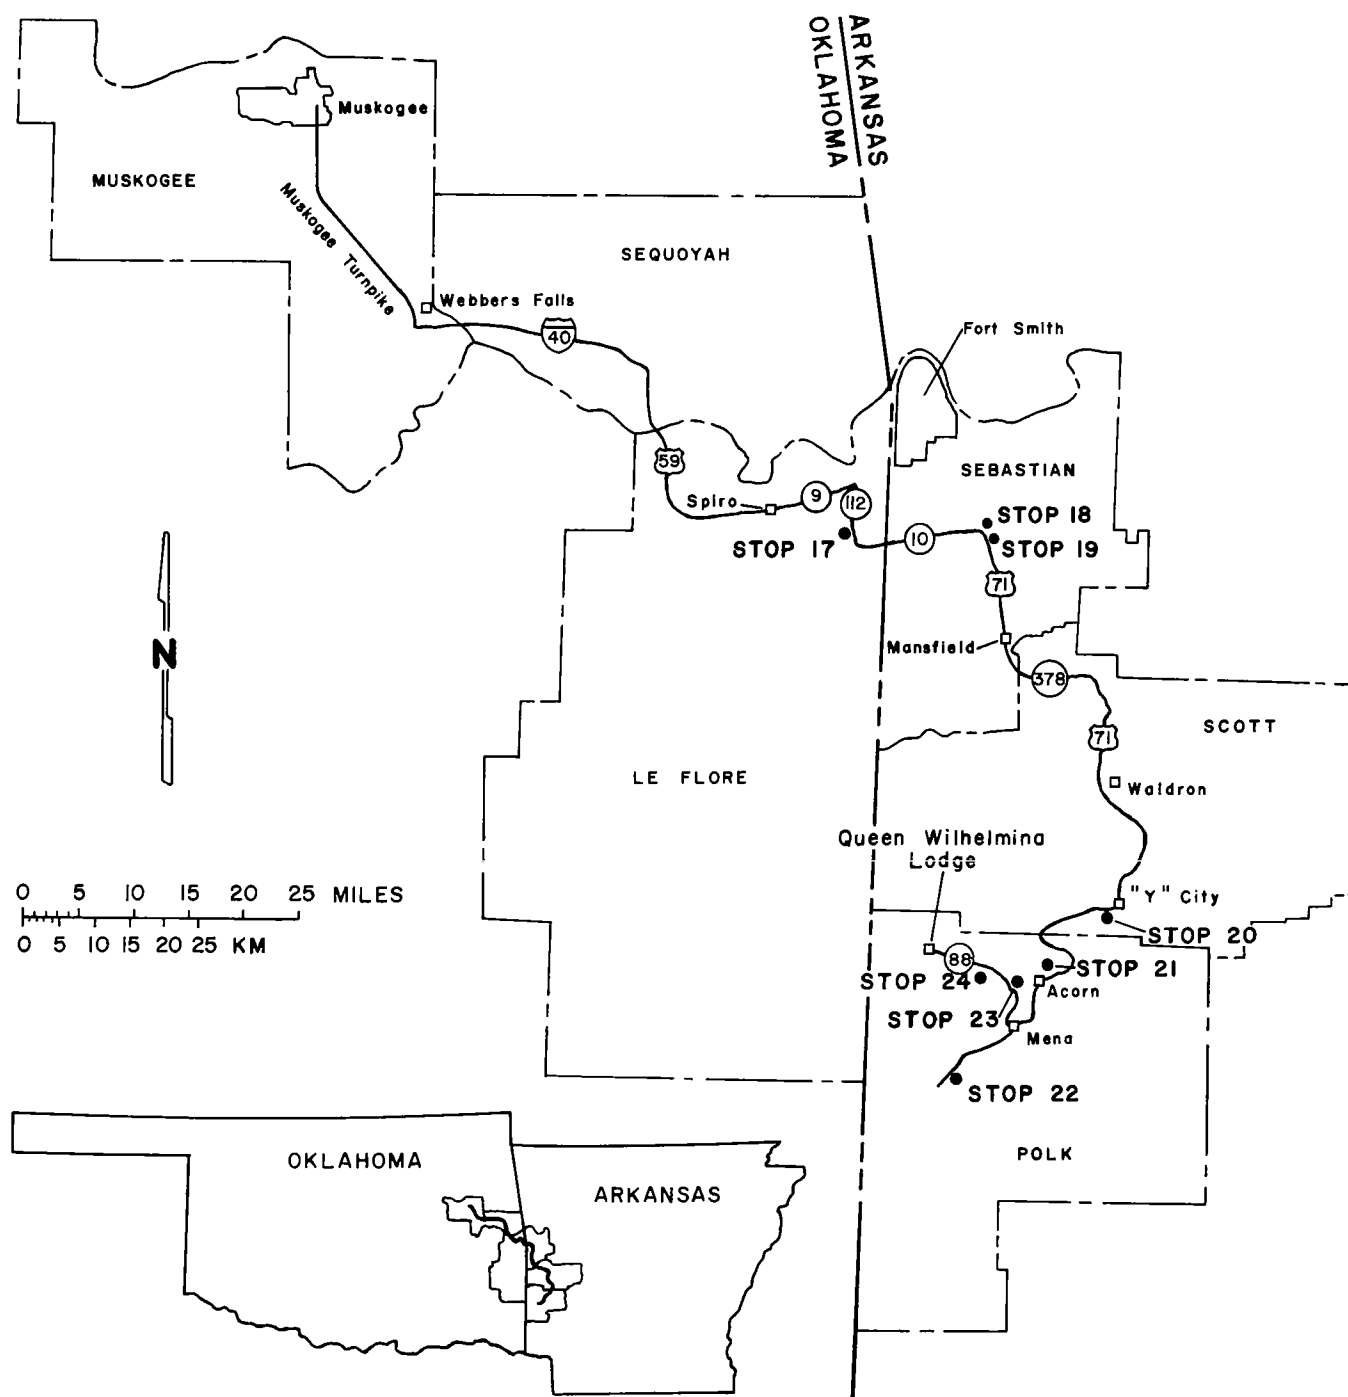 ARKANSAS
OKLAHOMA
Muskogee
MUSKOGEE
Muskogee Turnpike
SEQUOYAH
Webbers Falls
40
Fort Smith
59
SEBASTIAN
Spiro
9
112
STOP 18
STOP 17
10
STOP 19
71
N
Mansfield
378
SCOTT
71
LE FLORE
Waldron
Queen Wilhelmina
Lodge
0 5 10 15 20 25 MILES
"Y" City
STOP 20
0 5 10 15 20 25 KM
88
STOP 21
STOP 24
Acorn
STOP 23
Mena
STOP 22
POLK
OKLAHOMA
ARKANSAS